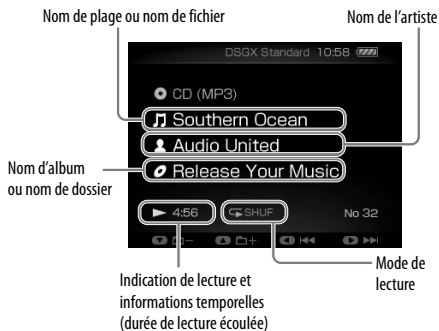 Nom de plage ou nom de fichier
Nom de l'artiste
DSGX Standard 10:58
CD (MP3)
Southern Ocean
Audio United
Nom d'album
ou nom de dossier
Release Your Music
4:56
SHUF
No 32
Mode de
lecture
Indication de lecture et
informations temporelles
(durée de lecture écoulée)